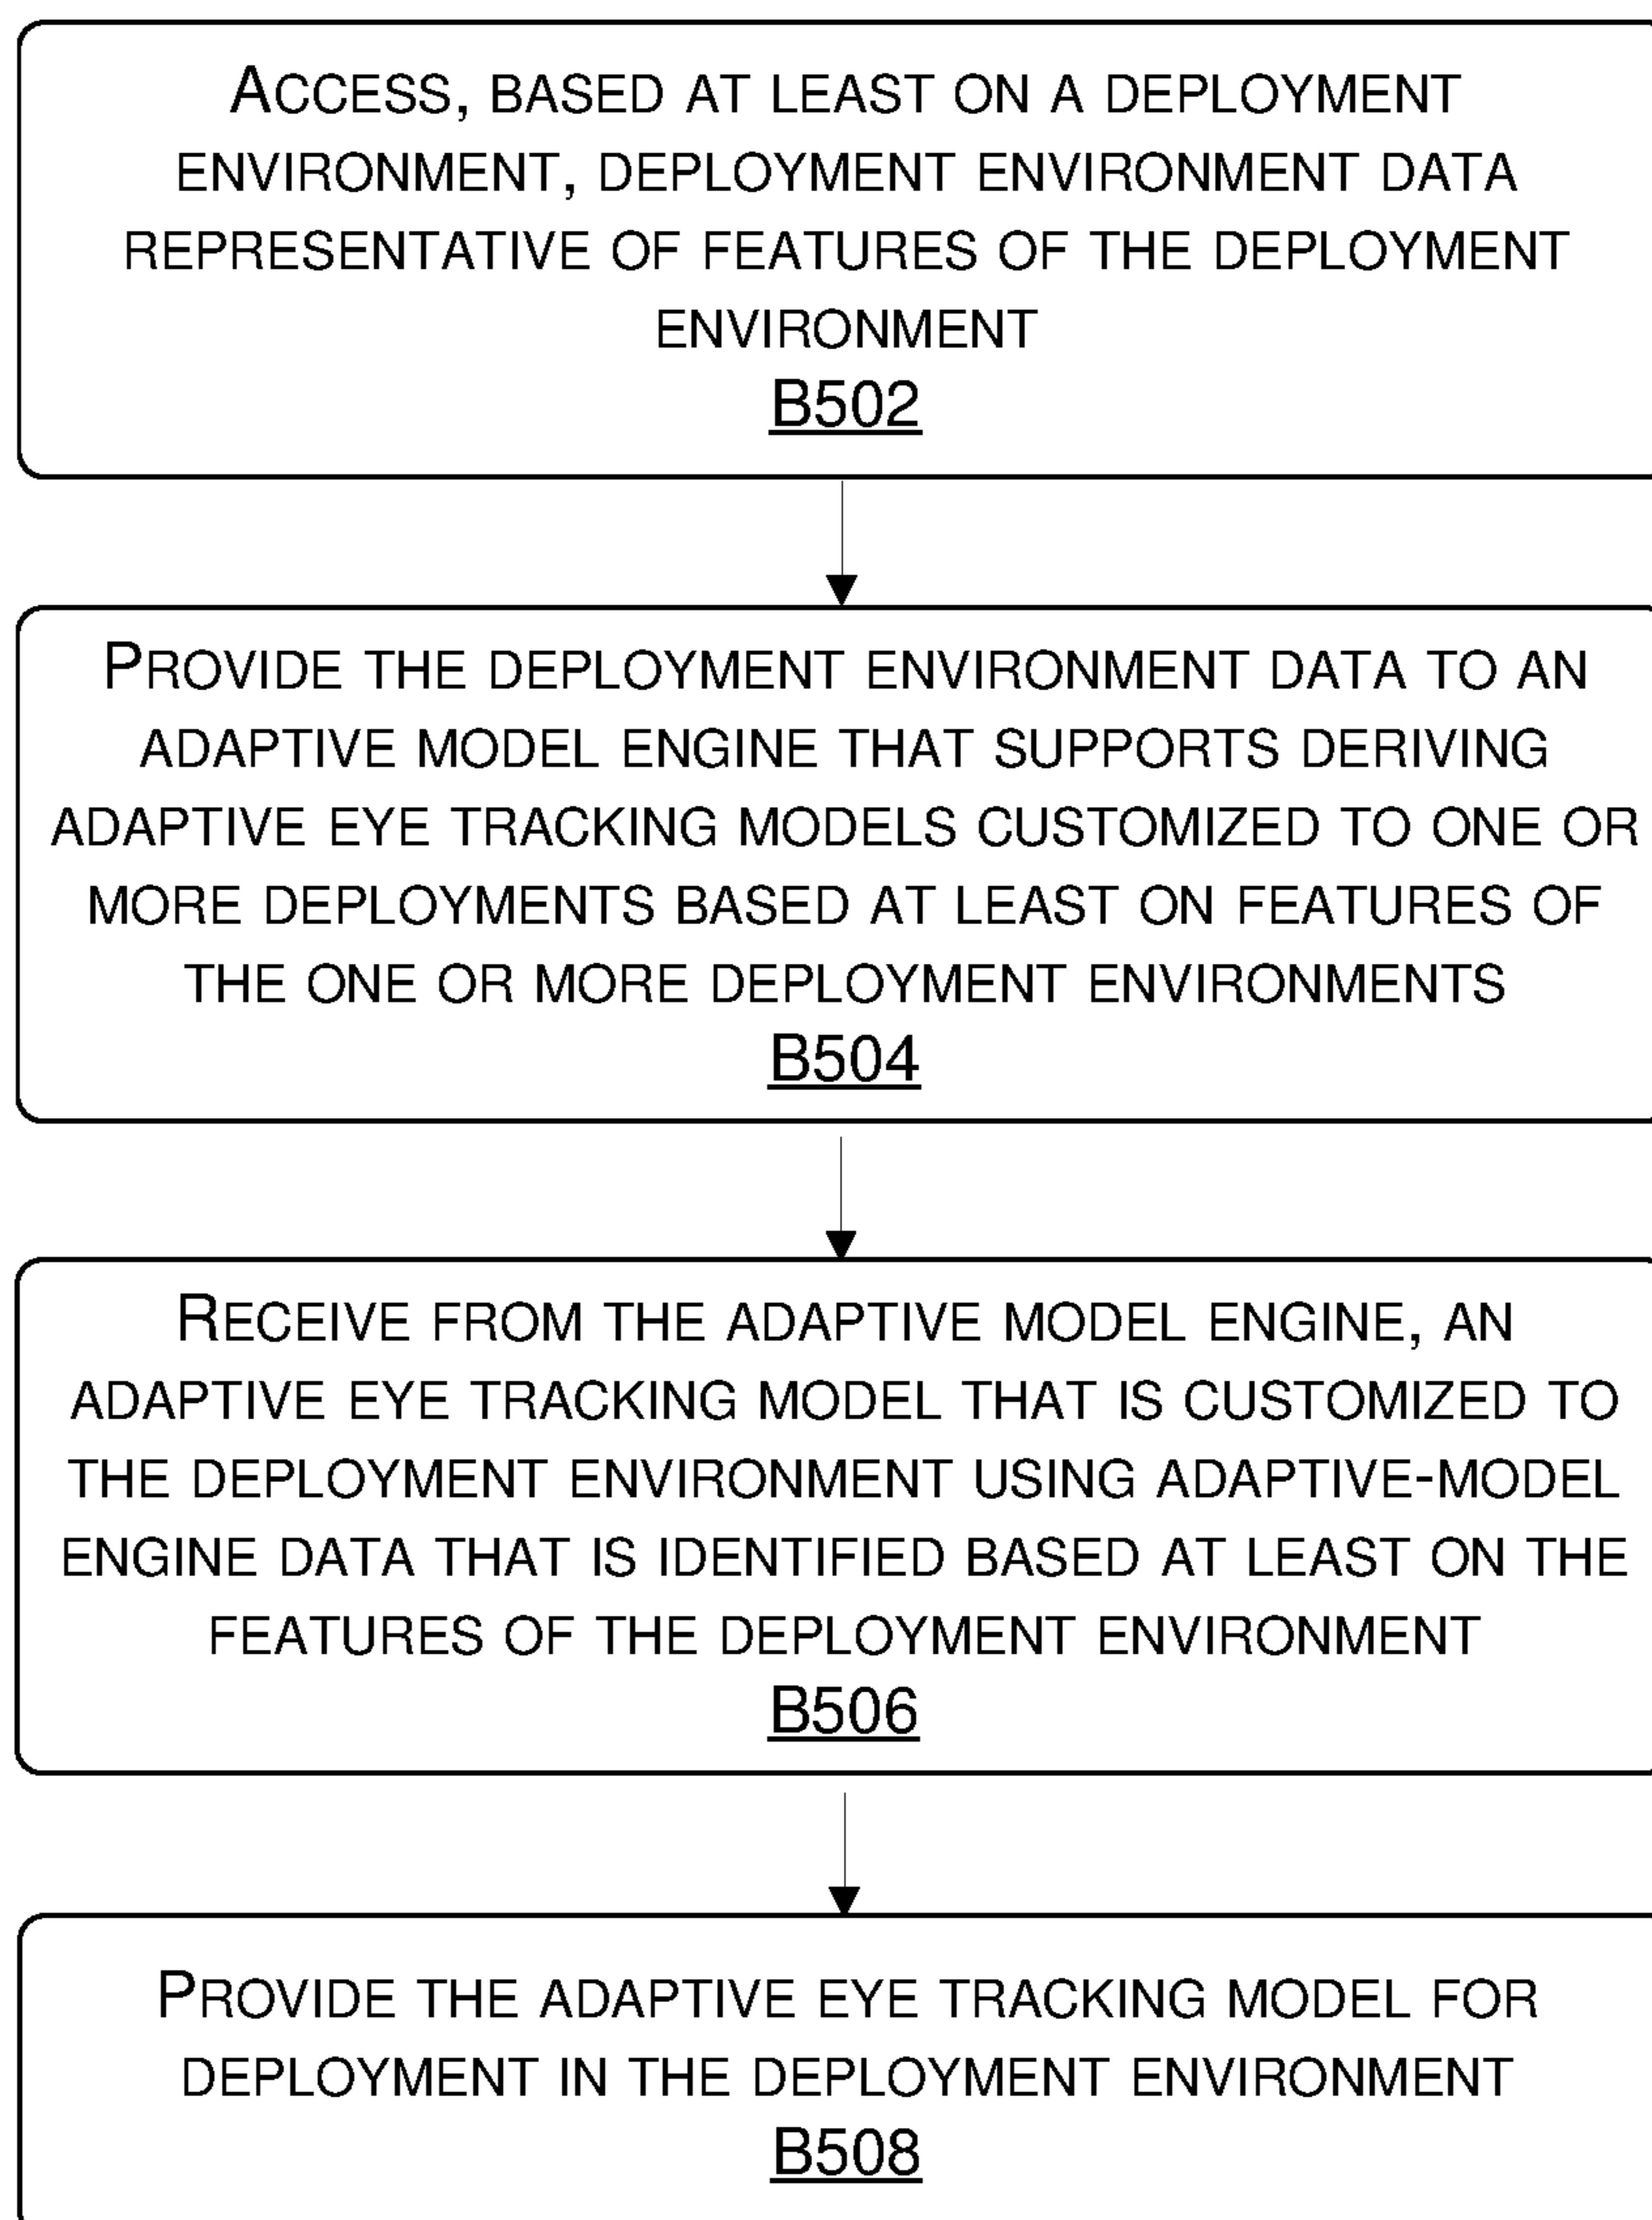 ACCESS, BASED AT LEAST ON A DEPLOYMENT
ENVIRONMENT, DEPLOYMENT ENVIRONMENT DATA
REPRESENTATIVE OF FEATURES OF THE DEPLOYMENT
ENVIRONMENT
B502
PROVIDE THE DEPLOYMENT ENVIRONMENT DATA TO AN
ADAPTIVE MODEL ENGINE THAT SUPPORTS DERIVING
ADAPTIVE EYE TRACKING MODELS CUSTOMIZED TO ONE OR
MORE DEPLOYMENTS BASED AT LEAST ON FEATURES OF
THE ONE OR MORE DEPLOYMENT ENVIRONMENTS
B504
RECEIVE FROM THE ADAPTIVE MODEL ENGINE, AN
ADAPTIVE EYE TRACKING MODEL THAT IS CUSTOMIZED TO
THE DEPLOYMENT ENVIRONMENT USING ADAPTIVE-MODEL
ENGINE DATA THAT IS IDENTIFIED BASED AT LEAST ON THE
FEATURES OF THE DEPLOYMENT ENVIRONMENT
B506
PROVIDE THE ADAPTIVE EYE TRACKING MODEL FOR
DEPLOYMENT IN THE DEPLOYMENT ENVIRONMENT
B508